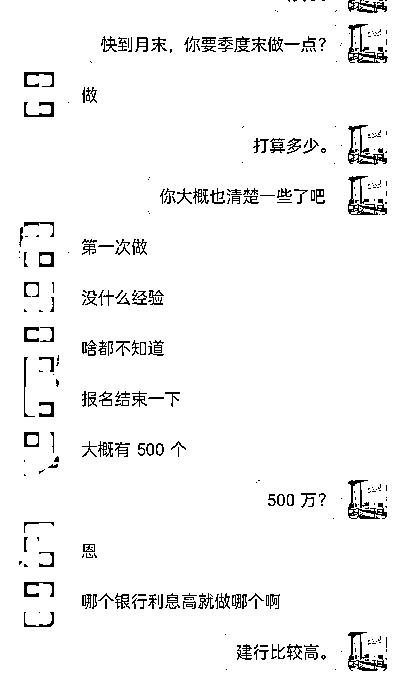 快到月末，你要季度末做一点？
做
打算多少。
你大概也清楚一些了吧
第一次做
没什么经验
啥都不知道
报名结束一下
大概有 500 个
500 万？
恩
哪个银行利息高就做哪个啊
建行比较高。